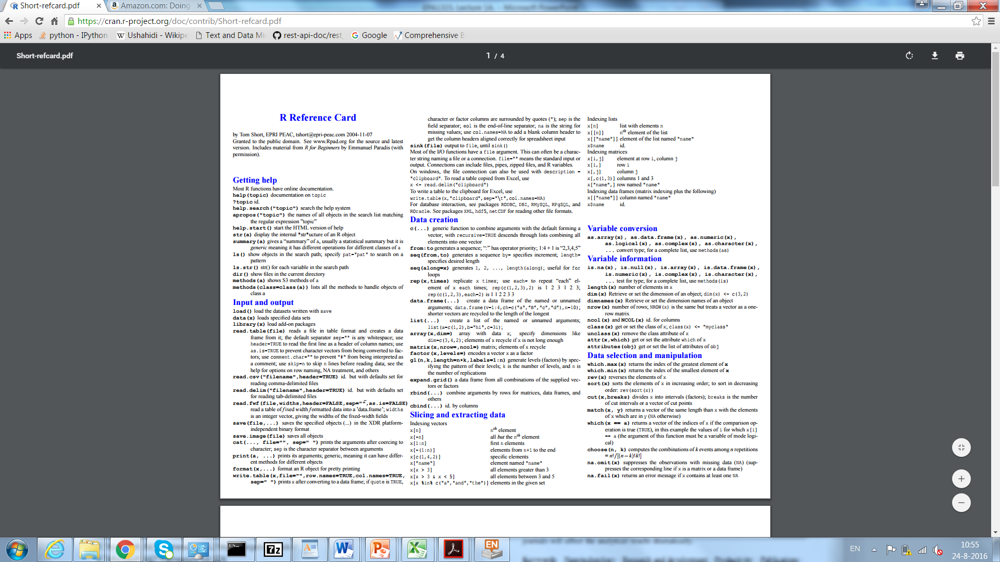 Short-refcard.pdf
Amazon.com: Doing
https://cran.r-project.org/doc/contrib/Short-refcard.pdf
Apps
python - IPython
Ushahidi - Wikipe
Text and Data Mi
rest-api-doc/rest_
Google
Comprehensive
Short-refcard.pdf
1 / 4
R Reference Card
by Tom Short, EPRI PEAC, tshort@epri-peac.com 2004-11-07
Granted to the public domain. See www.Rpad.org for the source and latest
version. Includes material from R for Beginners by Emmanuel Paradis (with
permission).
Getting help
Most R functions have online documentation.
help(topic) documentation on topic
?topic id.
help.search("topic") search the help system
apropos("topic") the names of all objects in the search list matching
the regular expression ”topic”
help.start() start the HTML version of help
str(a) display the internal *str*ucture of an R object
summary(a) gives a “summary” of a, usually a statistical summary but it is
generic meaning it has different operations for different classes of a
ls() show objects in the search path; specify pat="pat" to search on a
pattern
ls.str() str() for each variable in the search path
dir() show files in the current directory
methods(a) shows S3 methods of a
methods(class=class(a)) lists all the methods to handle objects of
class a
Input and output
load() load the datasets written with save
data(x) loads specified data sets
library(x) load add-on packages
read.table(file) reads a file in table format and creates a data
frame from it; the default separator sep="" is any whitespace; use
header=TRUE to read the first line as a header of column names; use
as.is=TRUE to prevent character vectors from being converted to fac-
tors; use comment.char="" to prevent "#" from being interpreted as
a comment; use skip=n to skip n lines before reading data; see the
help for options on row naming, NA treatment, and others
read.csv("filename",header=TRUE) id. but with defaults set for
reading comma-delimited files
read.delim("filename",header=TRUE) id. but with defaults set
for reading tab-delimited files
read.fwf(file,widths,header=FALSE,sep="",as.is=FALSE)
read a table of fixed width formatted data into a ’data.frame’; widths
is an integer vector, giving the widths of the fixed-width fields
save(file,...) saves the specified objects (...) in the XDR platform-
independent binary format
save.image(file) saves all objects
cat(..., file="", sep=" ") prints the arguments after coercing to
character; sep is the character separator between arguments
print(a, ...) prints its arguments; generic, meaning it can have differ-
ent methods for different objects
format(x,...) format an R object for pretty printing
write.table(x,file="",row.names=TRUE,col.names=TRUE,
sep=" ") prints x after converting to a data frame; if quote is TRUE,
character or factor columns are surrounded by quotes ("); sep is the
field separator; eol is the end-of-line separator; na is the string for
missing values; use col.names=NA to add a blank column header to
get the column headers aligned correctly for spreadsheet input
sink(file) output to file, until sink()
Most of the I/O functions have a file argument. This can often be a charac-
ter string naming a file or a connection. file="" means the standard input or
output. Connections can include files, pipes, zipped files, and R variables.
On windows, the file connection can also be used with description =
"clipboard". To read a table copied from Excel, use
x <- read.delim("clipboard")
To write a table to the clipboard for Excel, use
write.table(x,"clipboard",sep="\t",col.names=NA)
For database interaction, see packages RODBC, DBI, RMySQL, RPgSQL, and
ROracle. See packages XML, hdf5, netCDF for reading other file formats.
Data creation
c(...) generic function to combine arguments with the default forming a
vector; with recursive=TRUE descends through lists combining all
elements into one vector
from:to generates a sequence; “:” has operator priority; 1:4 + 1 is “2,3,4,5”
seq(from,to) generates a sequence by= specifies increment; length=
specifies desired length
seq(along=x) generates 1, 2, ..., length(along); useful for for
loops
rep(x,times) replicate x times; use each= to repeat “each” el-
ement of x each times; rep(c(1,2,3),2) is 1 2 3 1 2 3;
rep(c(1,2,3),each=2) is 1 1 2 2 3 3
data.frame(...) create a data frame of the named or unnamed
arguments; data.frame(v=1:4,ch=c("a","B","c","d"),n=10);
shorter vectors are recycled to the length of the longest
list(...) create a list of the named or unnamed arguments;
list(a=c(1,2),b="hi",c=3i);
array(x,dim=) array with data x; specify dimensions like
dim=c(3,4,2); elements of x recycle if x is not long enough
matrix(x,nrow=,ncol=) matrix; elements of x recycle
factor(x,levels=) encodes a vector x as a factor
gl(n,k,length=n*k,labels=1:n) generate levels (factors) by spec-
ifying the pattern of their levels; k is the number of levels, and n is
the number of replications
expand.grid() a data frame from all combinations of the supplied vec-
tors or factors
rbind(...) combine arguments by rows for matrices, data frames, and
others
cbind(...) id. by columns
Slicing and extracting data
Indexing vectors
x[n] nth element
x[-n] all but the nth element
x[1:n] first n elements
x[-(1:n)] elements from n+1 to the end
x[c(1,4,2)] specific elements
x["name"] element named "name"
x[x > 3] all elements greater than 3
x[x > 3 & x < 5] all elements between 3 and 5
x[x %in% c("a","and","the")] elements in the given set
Indexing lists
x[n] list with elements n
x[[n]] nth element of the list
x[["name"]] element of the list named "name"
x$name id.
Indexing matrices
x[i,j] element at row i, column j
x[i,] row i
x[,j] column j
x[,c(1,3)] columns 1 and 3
x["name",] row named "name"
Indexing data frames (matrix indexing plus the following)
x[["name"]] column named "name"
x$name id.
Variable conversion
as.array(x), as.data.frame(x), as.numeric(x),
as.logical(x), as.complex(x), as.character(x),
... convert type; for a complete list, use methods(as)
Variable information
is.na(x), is.null(x), is.array(x), is.data.frame(x),
is.numeric(x), is.complex(x), is.character(x),
... test for type; for a complete list, use methods(is)
length(x) number of elements in x
dim(x) Retrieve or set the dimension of an object; dim(x) <- c(3,2)
dimnames(x) Retrieve or set the dimension names of an object
nrow(x) number of rows; NROW(x) is the same but treats a vector as a one-
row matrix
ncol(x) and NCOL(x) id. for columns
class(x) get or set the class of x; class(x) <- "myclass"
unclass(x) remove the class attribute of x
attr(x,which) get or set the attribute which of x
attributes(obj) get or set the list of attributes of obj
Data selection and manipulation
which.max(x) returns the index of the greatest element of x
which.min(x) returns the index of the smallest element of x
rev(x) reverses the elements of x
sort(x) sorts the elements of x in increasing order; to sort in decreasing
order: rev(sort(x))
cut(x,breaks) divides x into intervals (factors); breaks is the number
of cut intervals or a vector of cut points
match(x, y) returns a vector of the same length than x with the elements
of x which are in y (NA otherwise)
which(x == a) returns a vector of the indices of x if the comparison op-
eration is true (TRUE), in this example the values of i for which x[i]
== a (the argument of this function must be a variable of mode logi-
cal)
choose(n, k) computes the combinations of k events among n repetitions
= n!/[(n − k)!k!]
na.omit(x) suppresses the observations with missing data (NA) (sup-
presses the corresponding line if x is a matrix or a data frame)
na.fail(x) returns an error message if x contains at least one NA
EN
10:55
24-8-2016